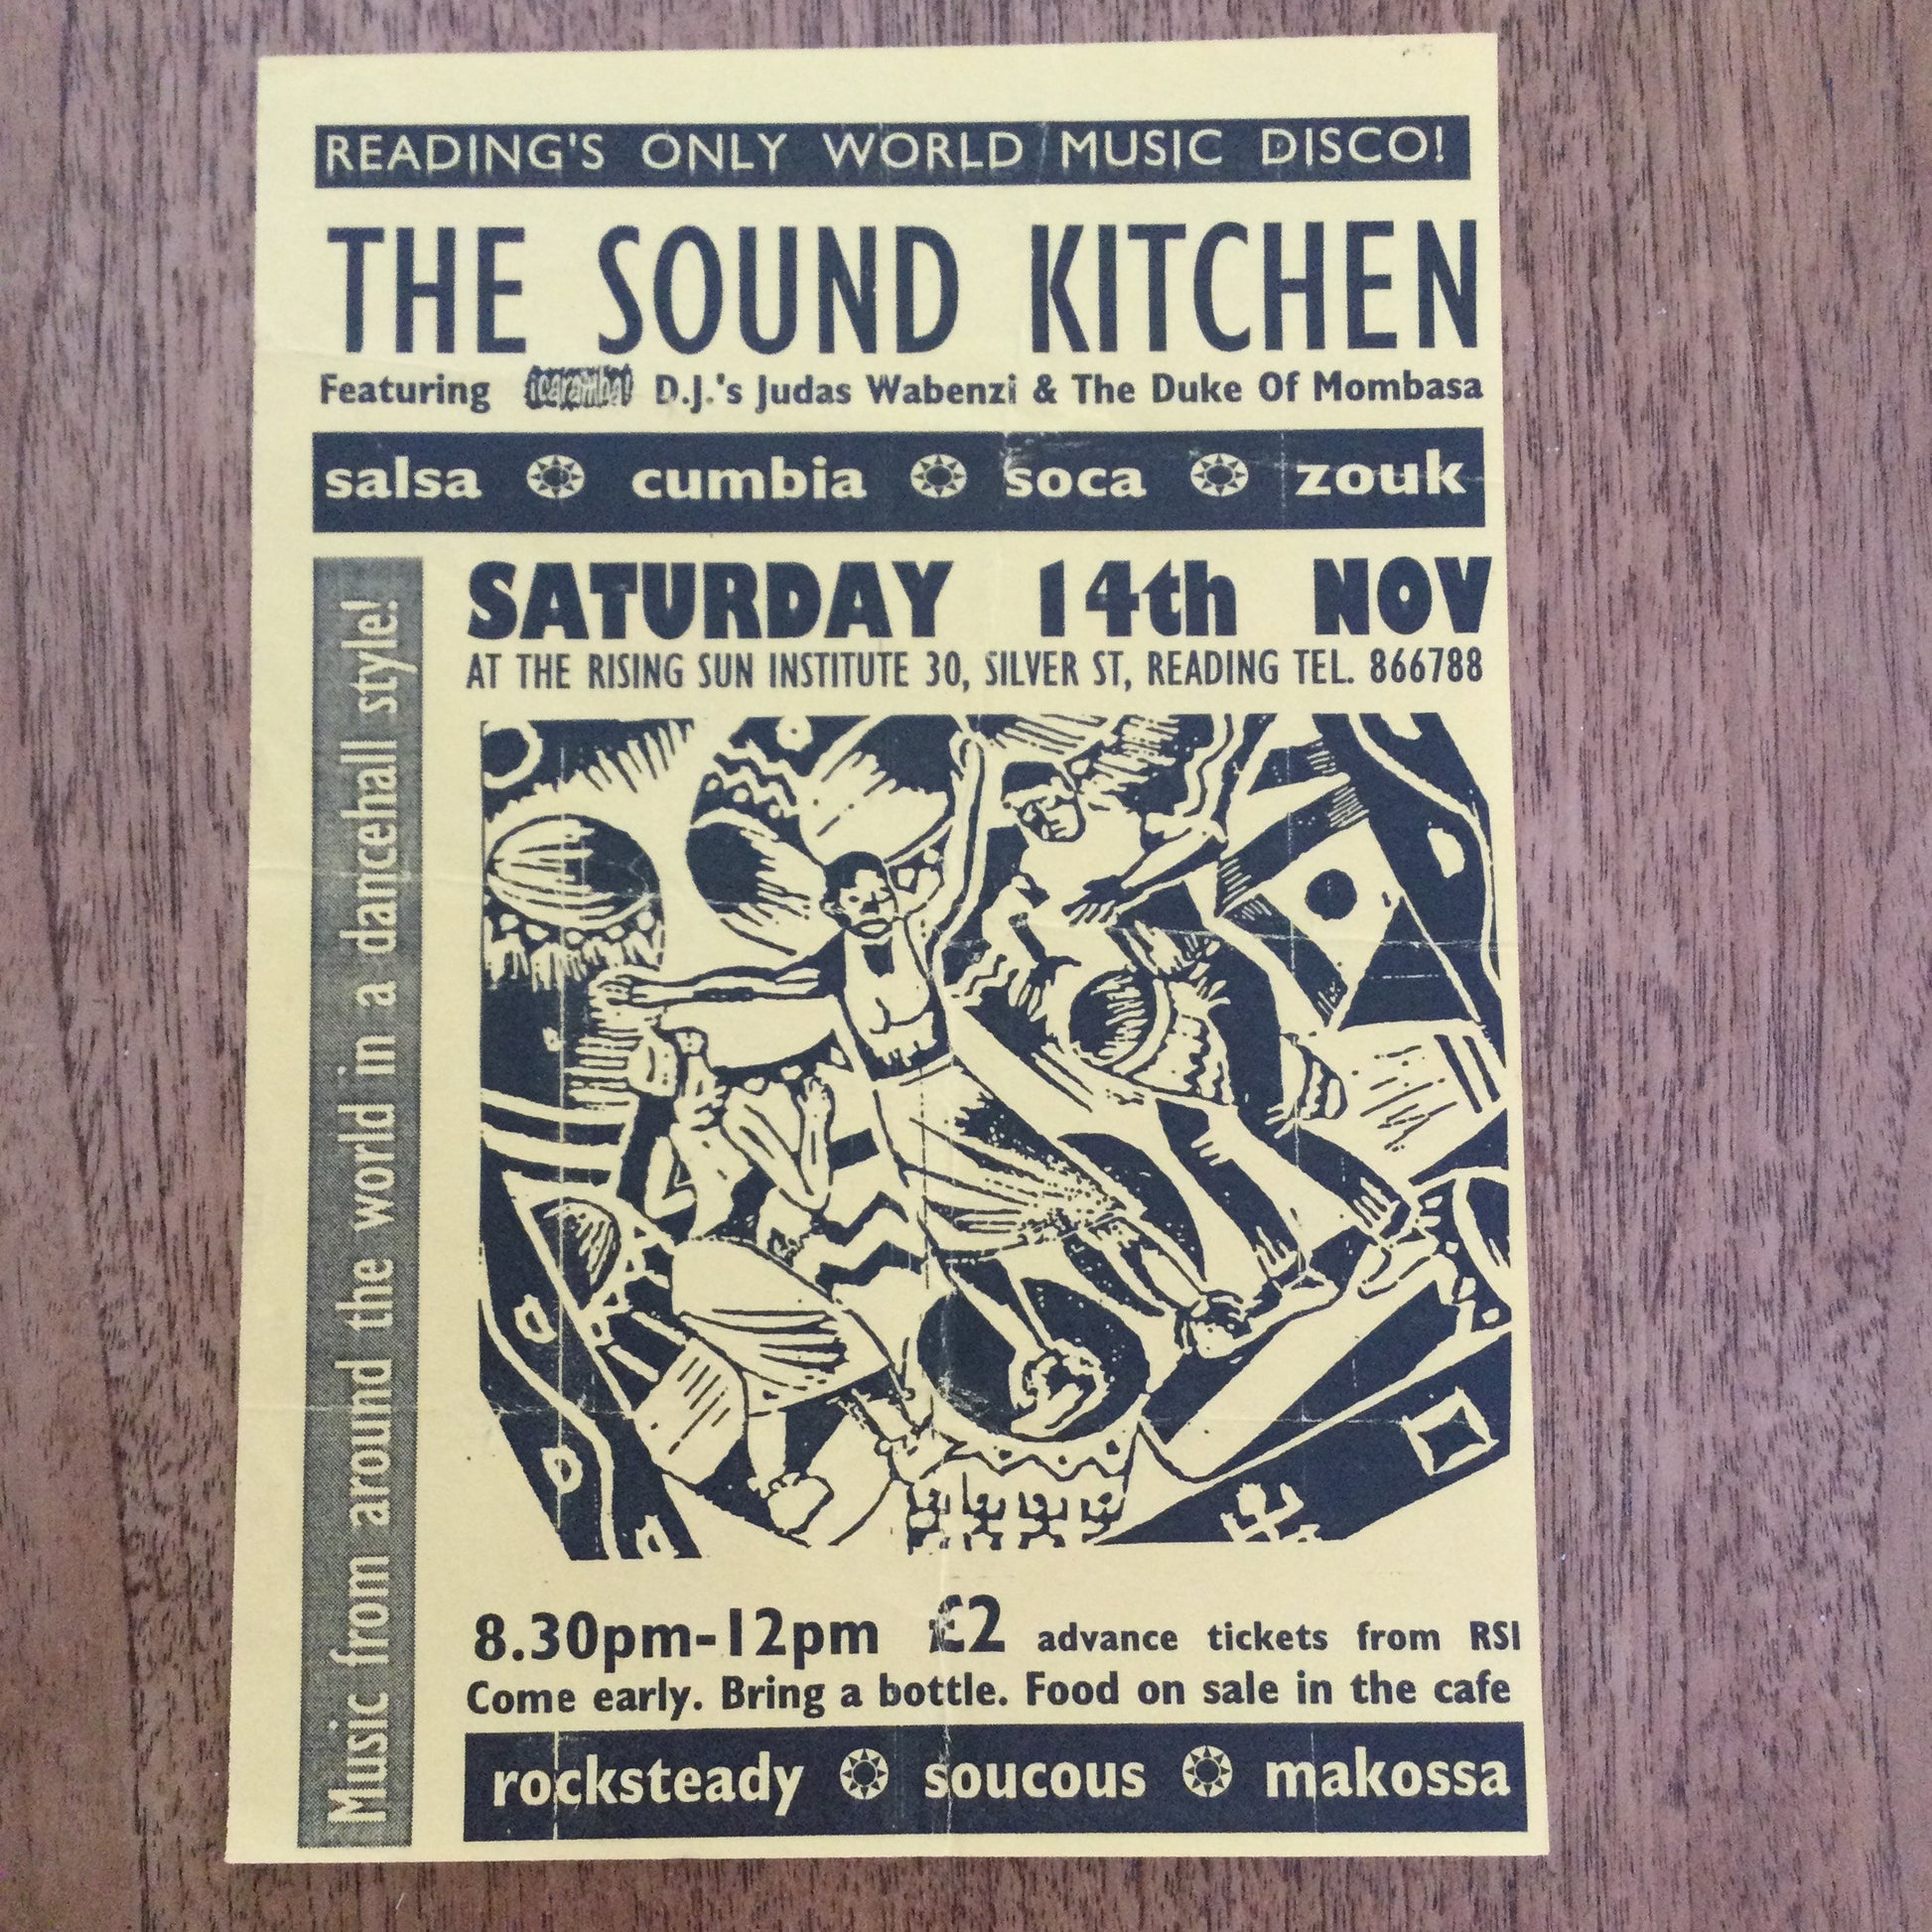 READING'S ONLY WORLD MUSIC DISCO!
THE SOUND KITCHEN
Featuring ¡caramba! D.J.'s Judas Wabenzi & The Duke Of Mombasa
salsa cumbia soca zouk
SATURDAY 14th NOV
AT THE RISING SUN INSTITUTE 30, SILVER ST, READING TEL. 866788
Music from around the world in a dancehall style!
8.30pm-12pm £2 advance tickets from RSI
Come early. Bring a bottle. Food on sale in the cafe
rocksteady soucous makossa